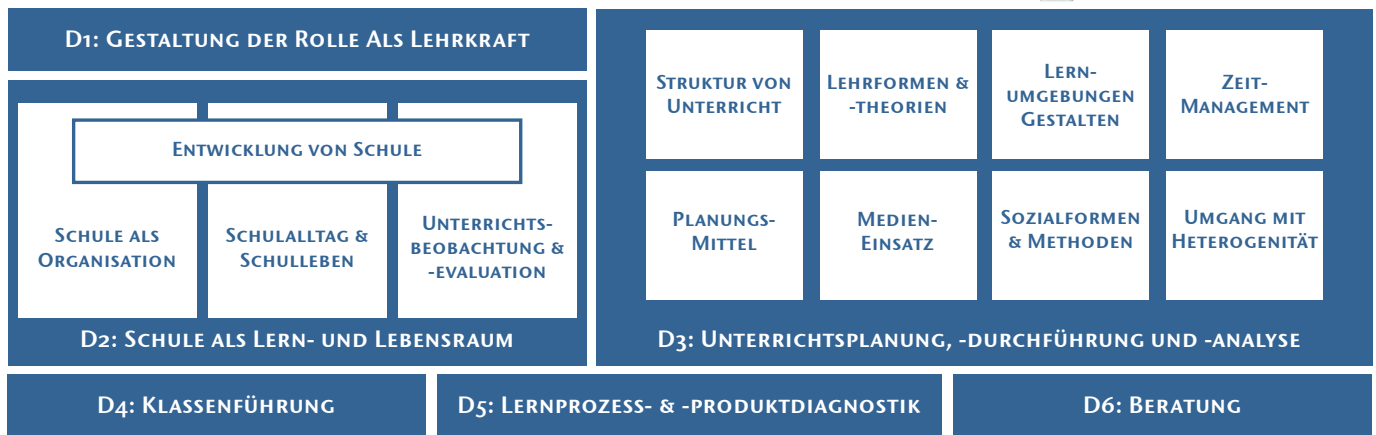 D1: Gestaltung der Rolle Als Lehrkraft
Entwicklung von Schule
Schule als
Organisation
Schulalltag &
Schulleben
Unterrichts-
beobachtung &
-evaluation
D2: Schule als Lern- und Lebensraum
Struktur von
Unterricht
Lehrformen &
-theorien
Lern-
umgebungen
Gestalten
Zeit-
Management
Planungs-
Mittel
Medien-
Einsatz
Sozialformen
& Methoden
Umgang mit
Heterogenität
D3: Unterrichtsplanung, -durchführung und -analyse
D4: Klassenführung
D5: Lernprozess- & -produktdiagnostik
D6: Beratung